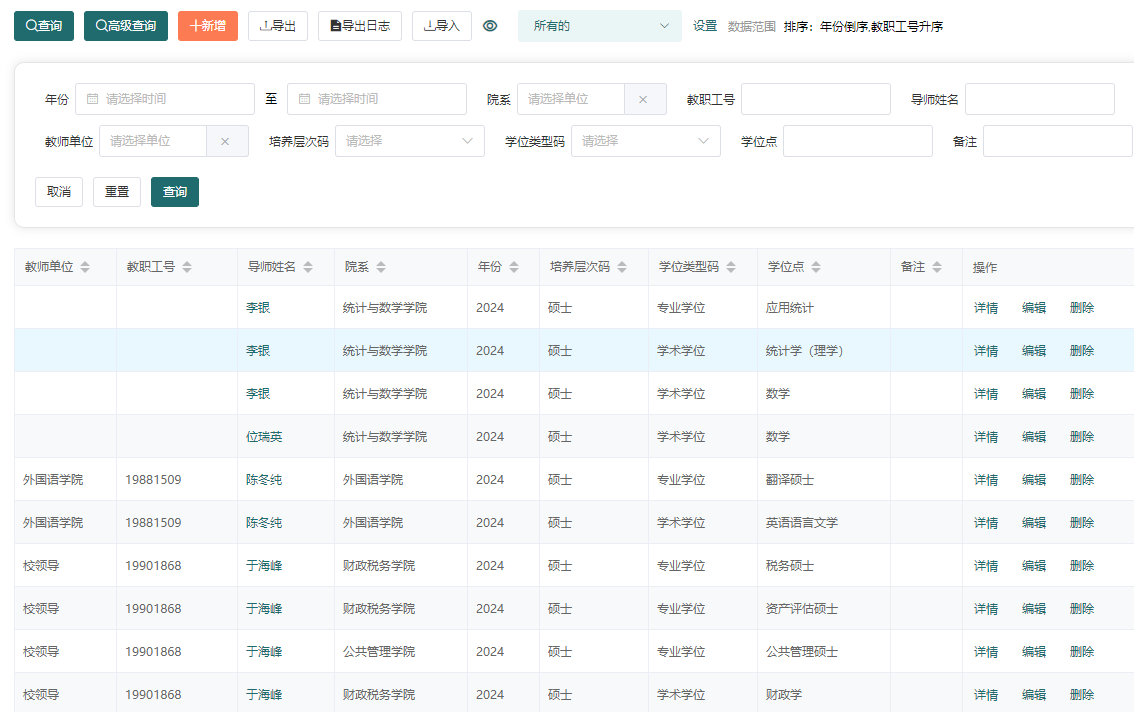 查询 高级查询 新增 导出 导出日志 导入 所有的 设置 数据范围 排序：年份倒序,教职工号升序
年份 请选择时间 至 请选择时间 院系 请选择单位 教职工号 导师姓名
教师单位 请选择单位 培养层次码 请选择 学位类型码 请选择 学位点 备注
取消 重置 查询
教师单位 教职工号 导师姓名 院系 年份 培养层次码 学位类型码 学位点 备注 操作
李银 统计与数学学院 2024 硕士 专业学位 应用统计 详情 编辑 删除
李银 统计与数学学院 2024 硕士 学术学位 统计学（理学） 详情 编辑 删除
李银 统计与数学学院 2024 硕士 学术学位 数学 详情 编辑 删除
位瑞英 统计与数学学院 2024 硕士 学术学位 数学 详情 编辑 删除
外国语学院 19881509 陈冬纯 外国语学院 2024 硕士 专业学位 翻译硕士 详情 编辑 删除
外国语学院 19881509 陈冬纯 外国语学院 2024 硕士 学术学位 英语语言文学 详情 编辑 删除
校领导 19901868 于海峰 财政税务学院 2024 硕士 专业学位 税务硕士 详情 编辑 删除
校领导 19901868 于海峰 财政税务学院 2024 硕士 专业学位 资产评估硕士 详情 编辑 删除
校领导 19901868 于海峰 公共管理学院 2024 硕士 专业学位 公共管理硕士 详情 编辑 删除
校领导 19901868 于海峰 财政税务学院 2024 硕士 学术学位 财政学 详情 编辑 删除